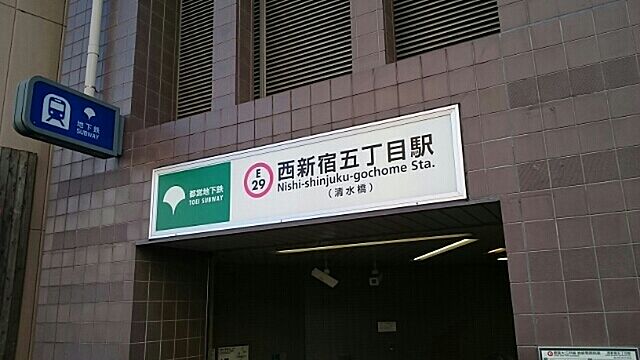 地下鉄
SUBWAY
都営地下鉄
TOEI SUBWAY
E
29
西新宿五丁目駅
Nishi-shinjuku-gochome Sta.
(清水橋)